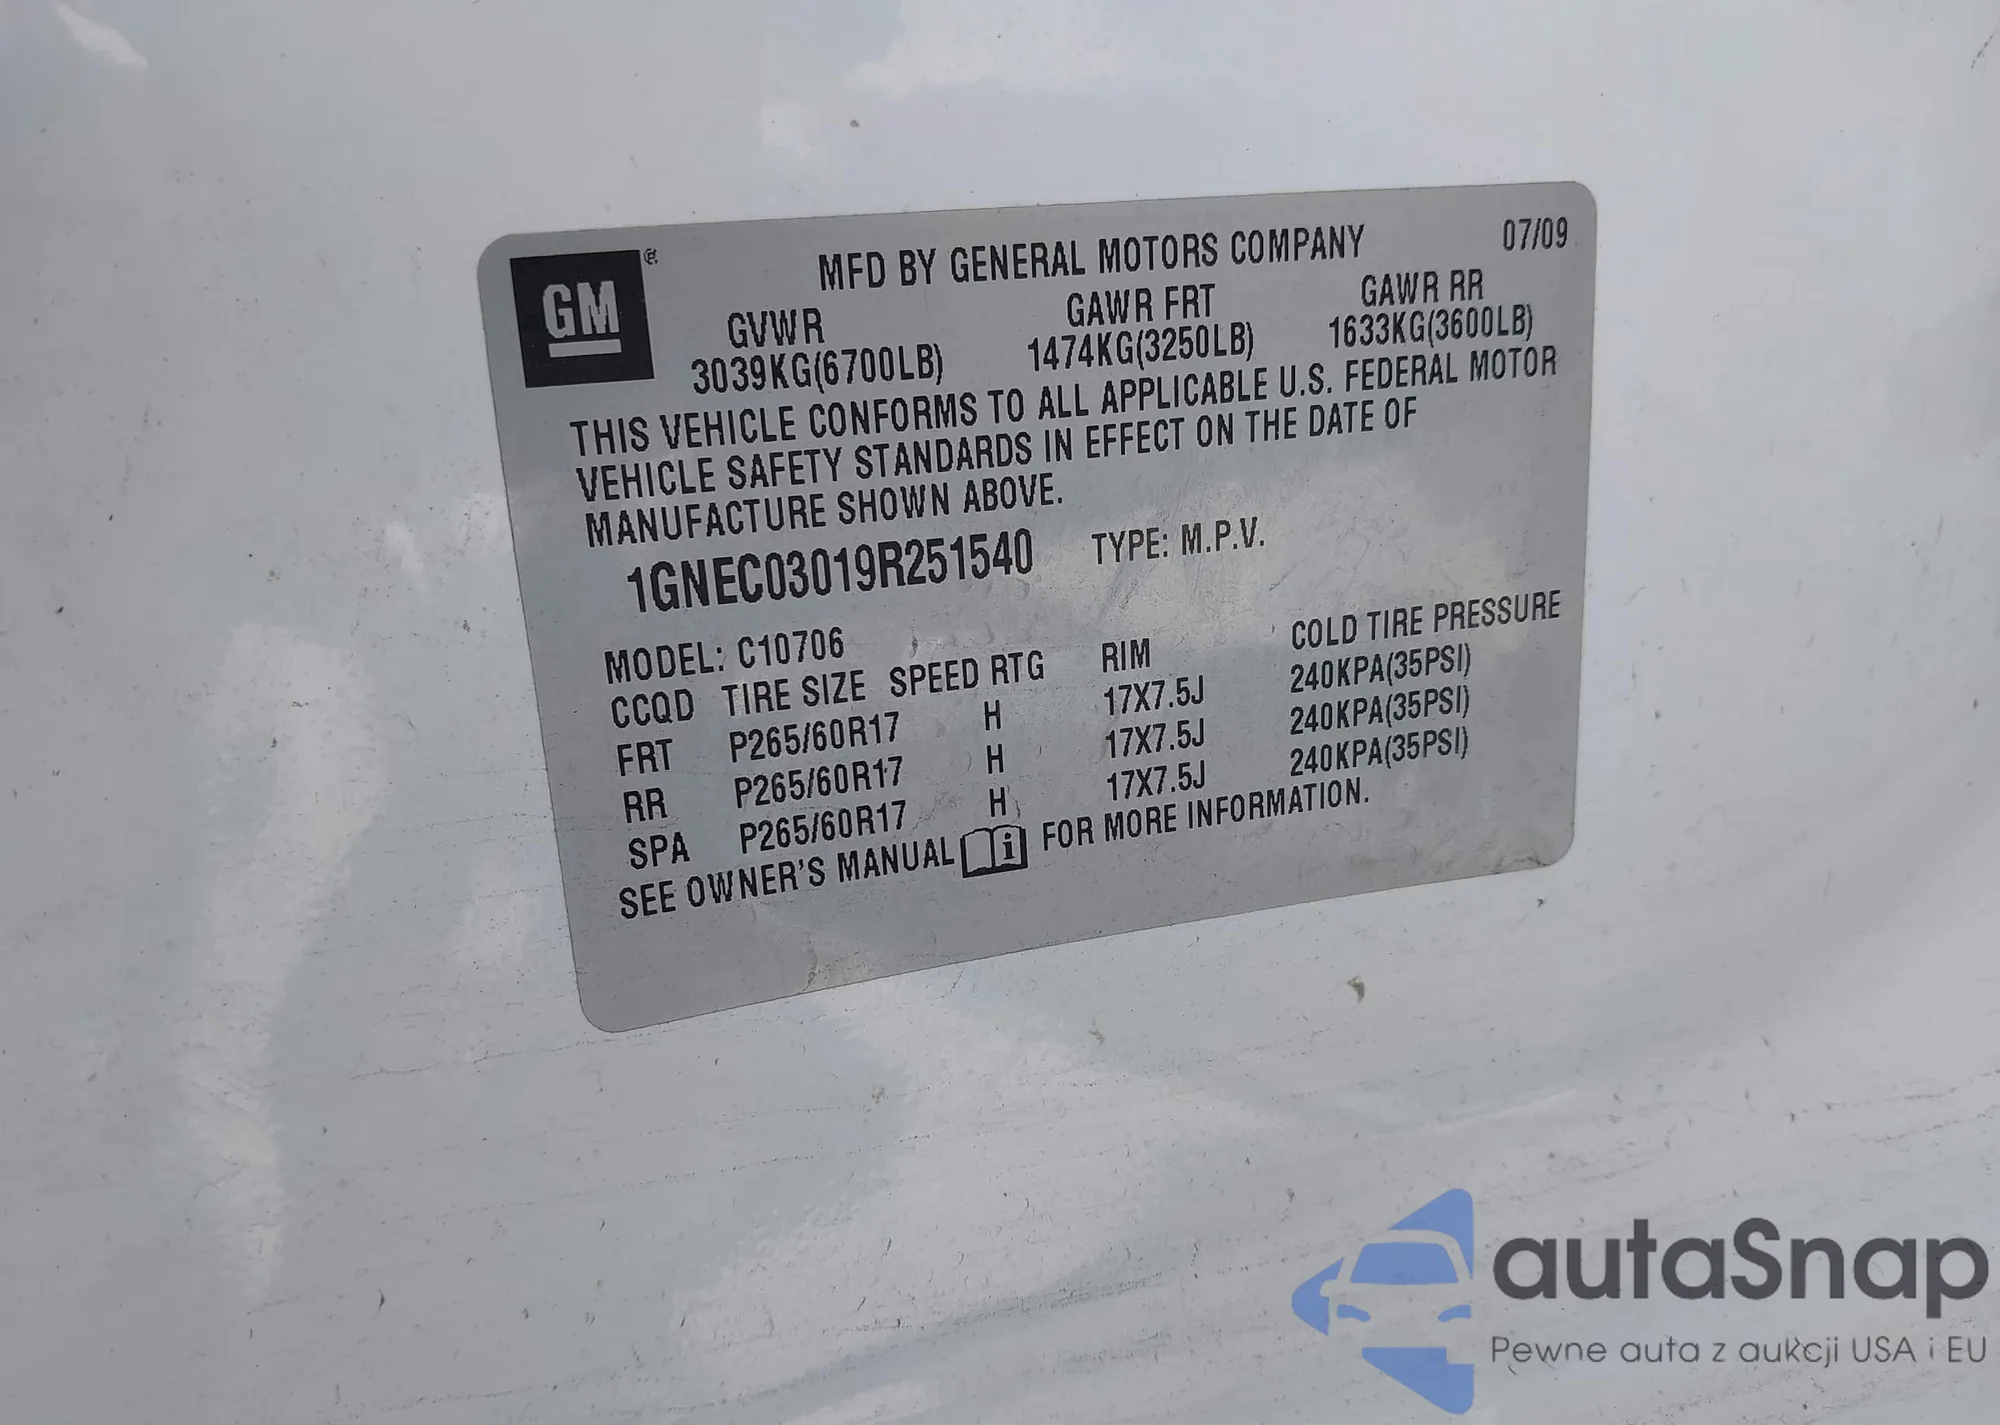 GM
®
MFD BY GENERAL MOTORS COMPANY 07/09
GVWR GAWR FRT GAWR RR
3039KG(6700LB) 1474KG(3250LB) 1633KG(3600LB)
THIS VEHICLE CONFORMS TO ALL APPLICABLE U.S. FEDERAL MOTOR
VEHICLE SAFETY STANDARDS IN EFFECT ON THE DATE OF
MANUFACTURE SHOWN ABOVE.
1GNEC03019R251540 TYPE: M.P.V.
MODEL: C10706
CCQD TIRE SIZE SPEED RTG RIM COLD TIRE PRESSURE
FRT P265/60R17 H 17X7.5J 240KPA(35PSI)
RR P265/60R17 H 17X7.5J 240KPA(35PSI)
SPA P265/60R17 H 17X7.5J 240KPA(35PSI)
SEE OWNER'S MANUAL i FOR MORE INFORMATION.
autaSnap
Pewne auta z aukcji USA i EU